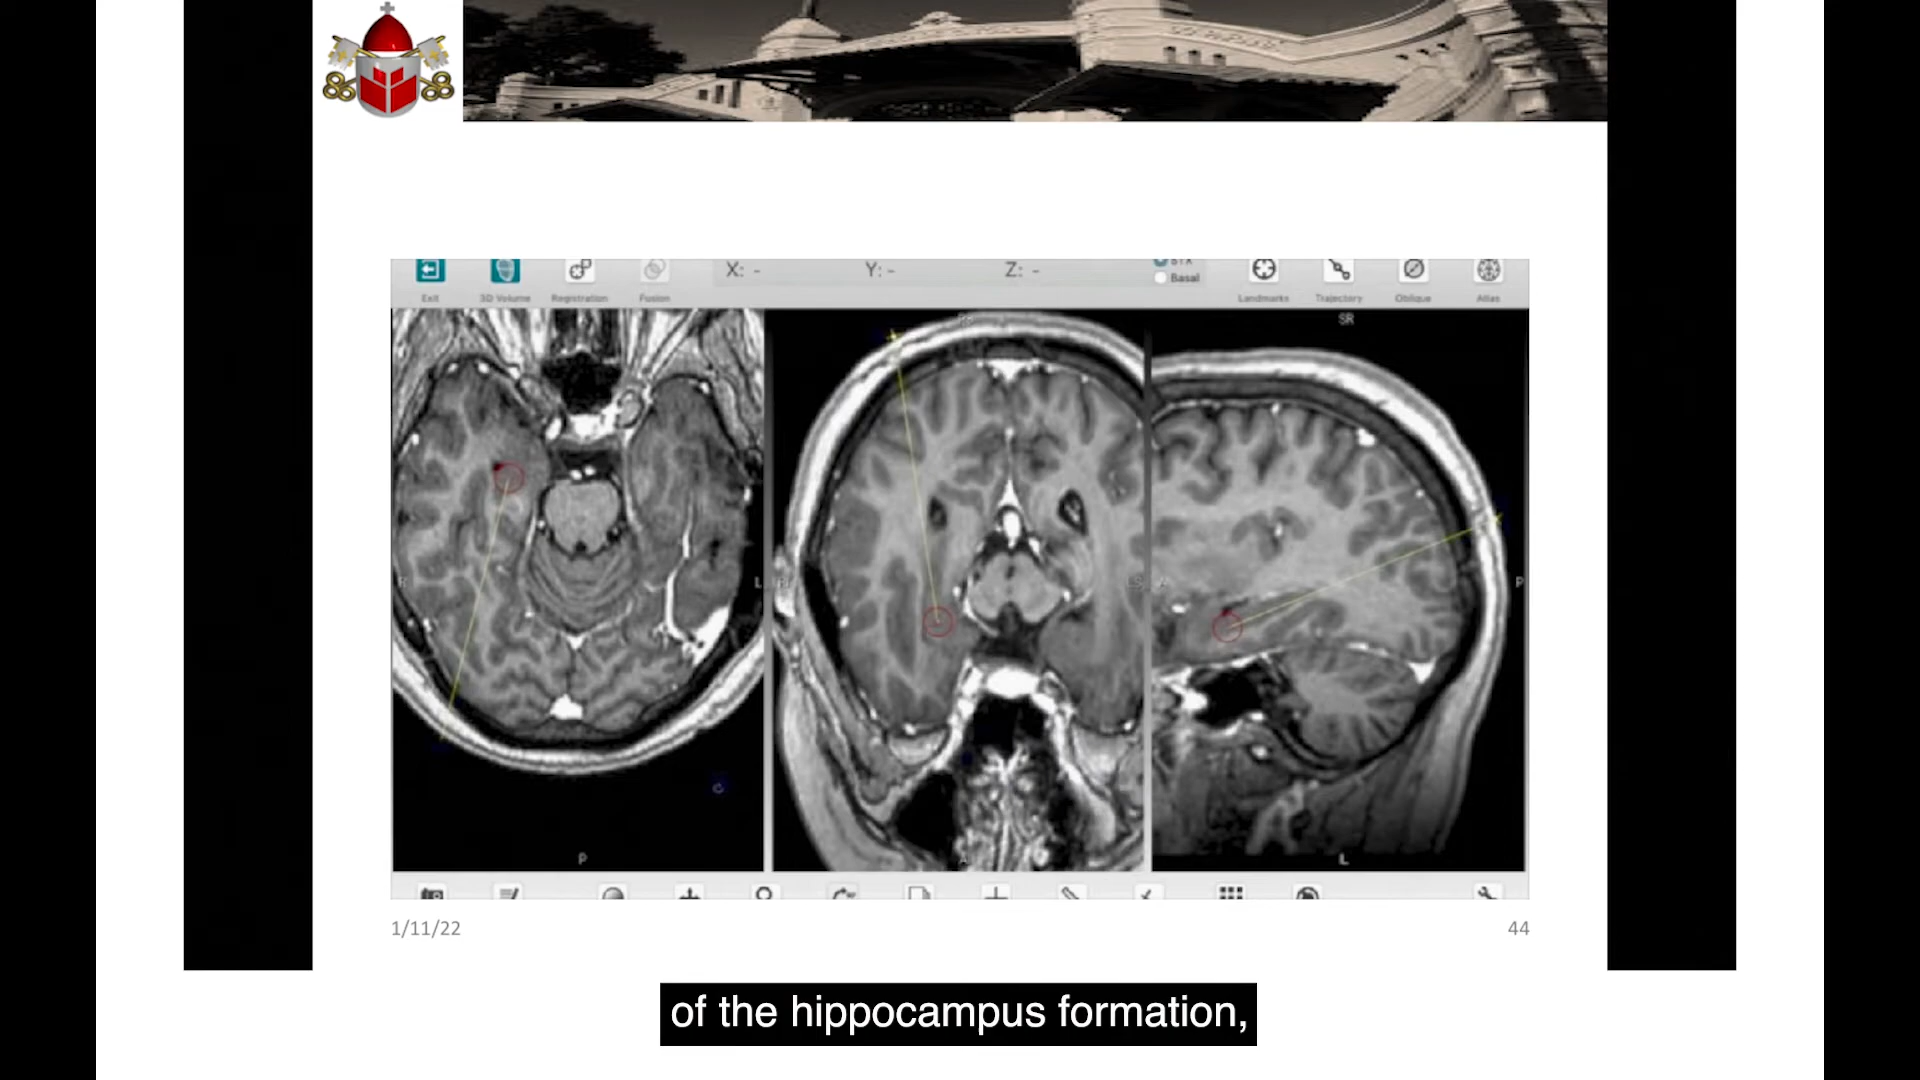 X: - Y: - Z: -
Basal
Exit 3D Volume Registration Fusion Landmarks Trajectory Oblique Atlas
SR
R L A P
P A L
1/11/22 44
of the hippocampus formation,